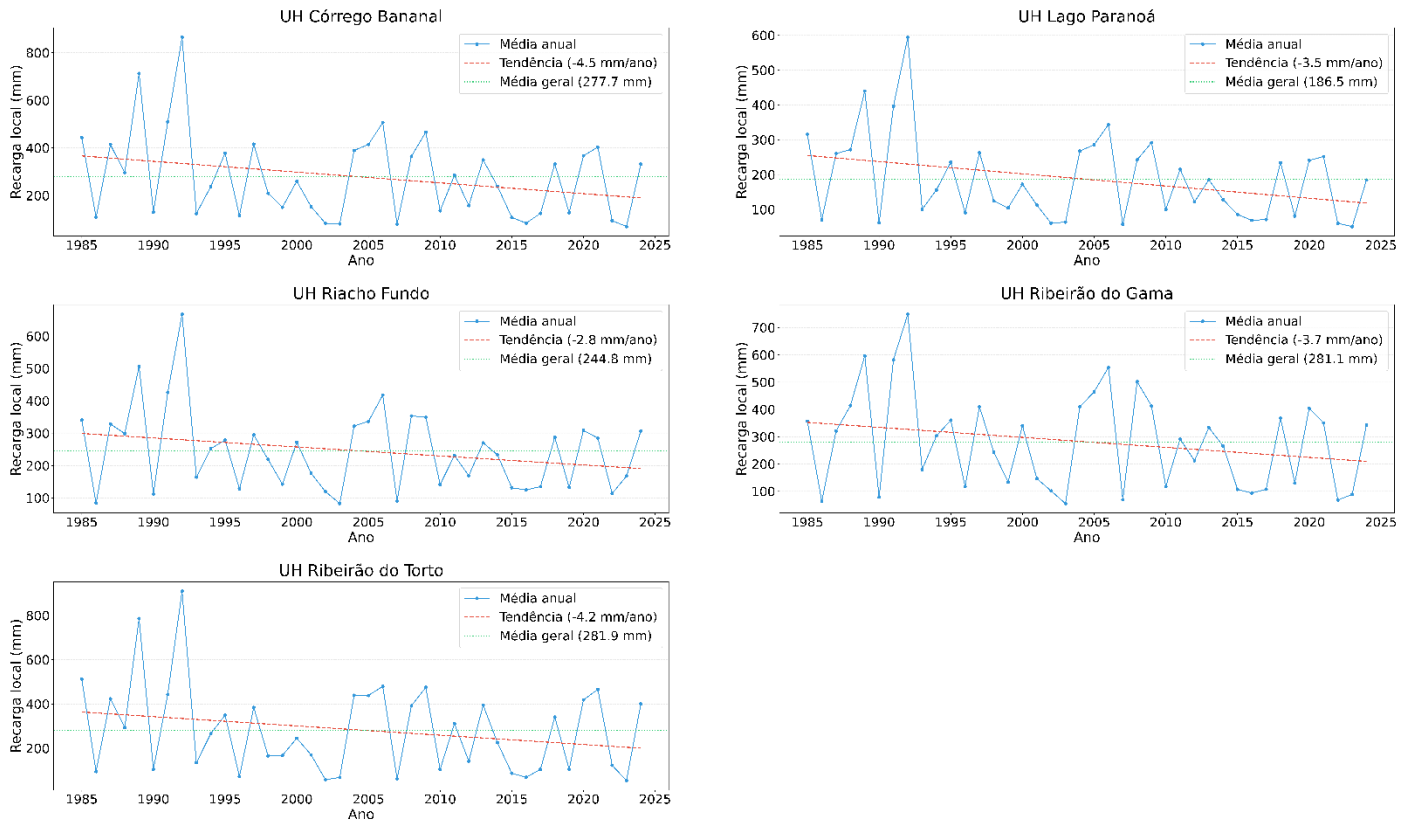 UH Córrego Bananal
Recarga local (mm)
800
600
400
200
Média anual
Tendência (-4.5 mm/ano)
Média geral (277.7 mm)
1985 1990 1995 2000 2005 2010 2015 2020 2025
Ano
UH Lago Paranoá
Recarga local (mm)
600
500
400
300
200
100
Média anual
Tendência (-3.5 mm/ano)
Média geral (186.5 mm)
1985 1990 1995 2000 2005 2010 2015 2020 2025
Ano
UH Riacho Fundo
Recarga local (mm)
600
500
400
300
200
100
Média anual
Tendência (-2.8 mm/ano)
Média geral (244.8 mm)
1985 1990 1995 2000 2005 2010 2015 2020 2025
Ano
UH Ribeirão do Gama
Recarga local (mm)
700
600
500
400
300
200
100
Média anual
Tendência (-3.7 mm/ano)
Média geral (281.1 mm)
1985 1990 1995 2000 2005 2010 2015 2020 2025
Ano
UH Ribeirão do Torto
Recarga local (mm)
800
600
400
200
Média anual
Tendência (-4.2 mm/ano)
Média geral (281.9 mm)
1985 1990 1995 2000 2005 2010 2015 2020 2025
Ano